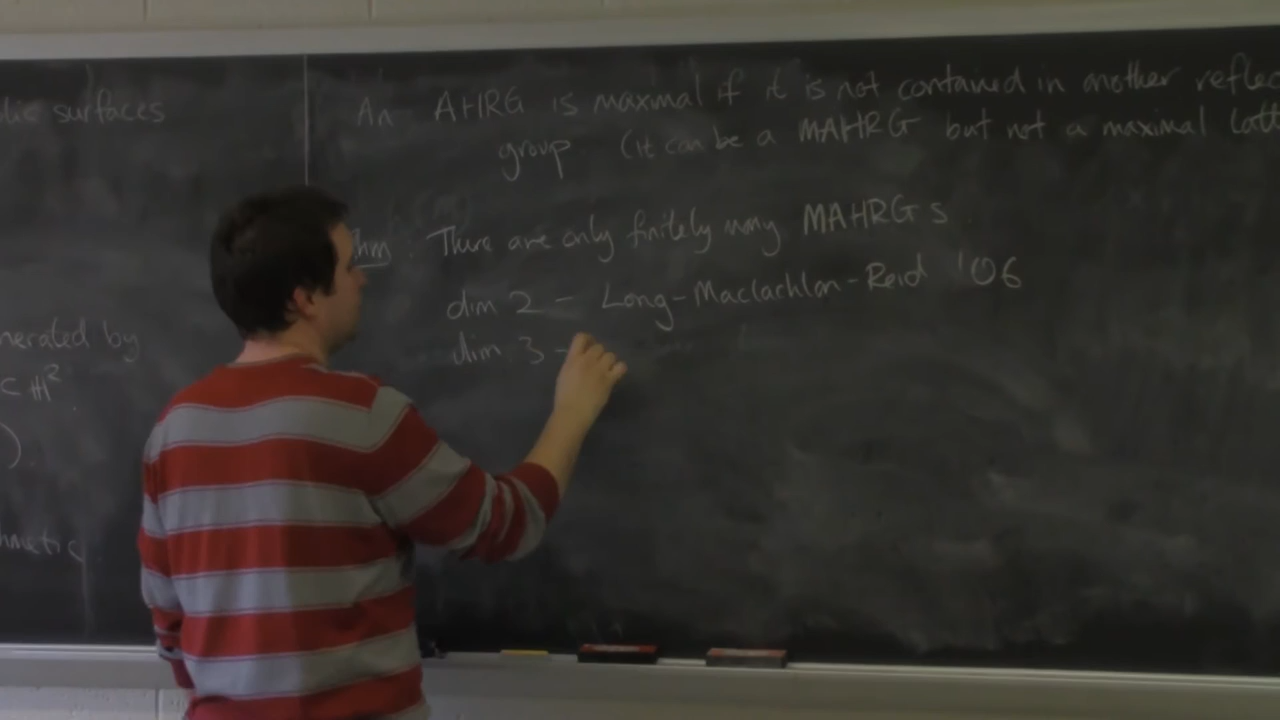 lic surfaces
nerated by
⊂ ℍ²
)
hmetic
An AHRG is maximal if it is not contained in another reflec
group. (it can be a MAHRG but not a maximal latt
Thm : There are only finitely many MAHRGs.
dim 2 - Long-Maclachlan-Reid '06
dim 3 -